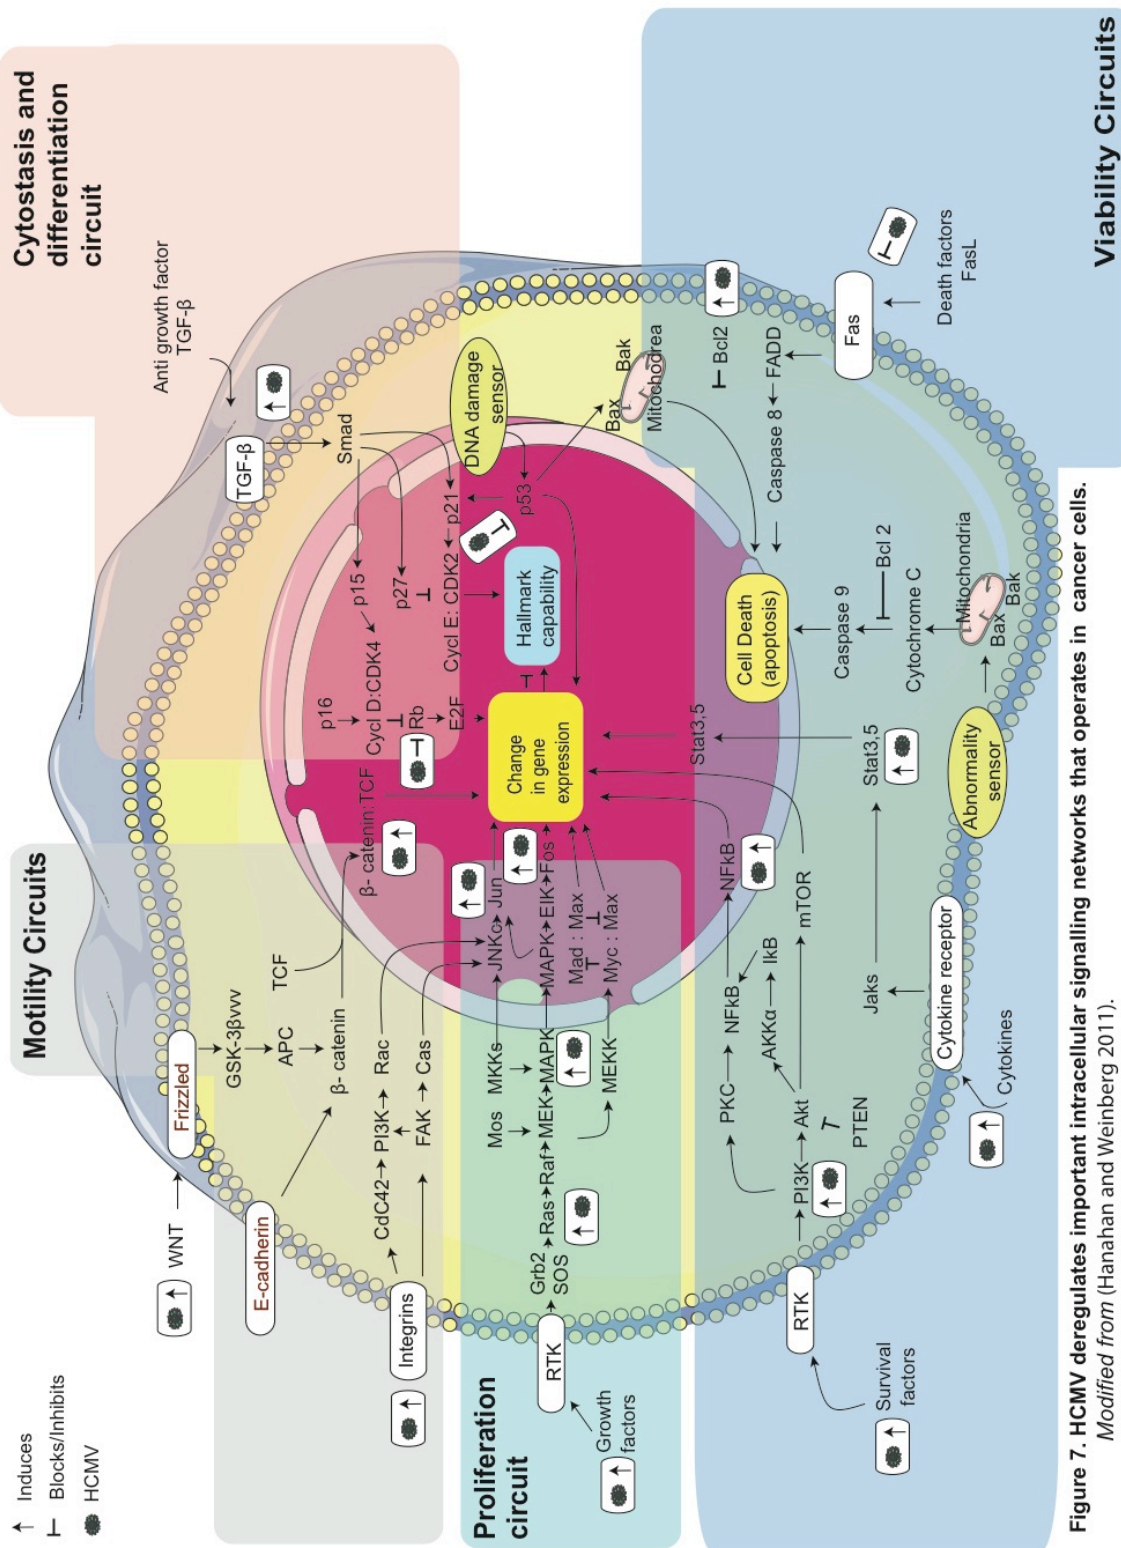 ↑ Induces
⊢ Blocks/Inhibits
HCMV
Motility Circuits
Cytostasis and
differentiation
circuit
Proliferation
circuit
Viability Circuits
WNT
Frizzled
GSK-3βvvv
APC
TCF
β- catenin
β- catenin:TCF
E-cadherin
Integrins
CdC42
PI3K
Rac
FAK
Cas
Anti growth factor
TGF-β
TGF-β
Smad
p15
p27
p21
p16
Cycl D:CDK4
Rb
E2F
Cycl E: CDK2
DNA damage
sensor
p53
Hallmark
capability
Change
in gene
expression
Growth
factors
RTK
Grb2
SOS
Ras
Raf
MEK
MAPK
MAPK
EIK
Fos
Mos
MKKs
JNKc
Jun
MEKK
Mad : Max
Myc : Max
Bax
Bak
Mitochodrea
Bcl2
Fas
FADD
Caspase 8
Death factors
FasL
Cell Death
(apoptosis)
Caspase 9
Bcl 2
Cytochrome C
Mitochondria
Bax
Bak
Abnormality
sensor
Stat3,5
Stat3,5
Jaks
Cytokine receptor
Cytokines
Survival
factors
RTK
PI3K
Akt
PTEN
PKC
NFkB
NFkB
AKKα
IkB
mTOR
Figure 7. HCMV deregulates important intracellular signalling networks that operates in cancer cells.
Modified from (Hanahan and Weinberg 2011).